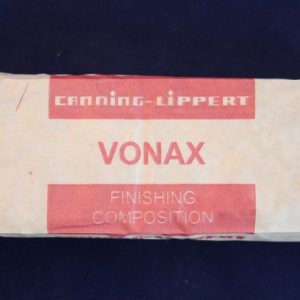 CANNING-LIPPERT
VONAX
FINISHING
COMPOSITION